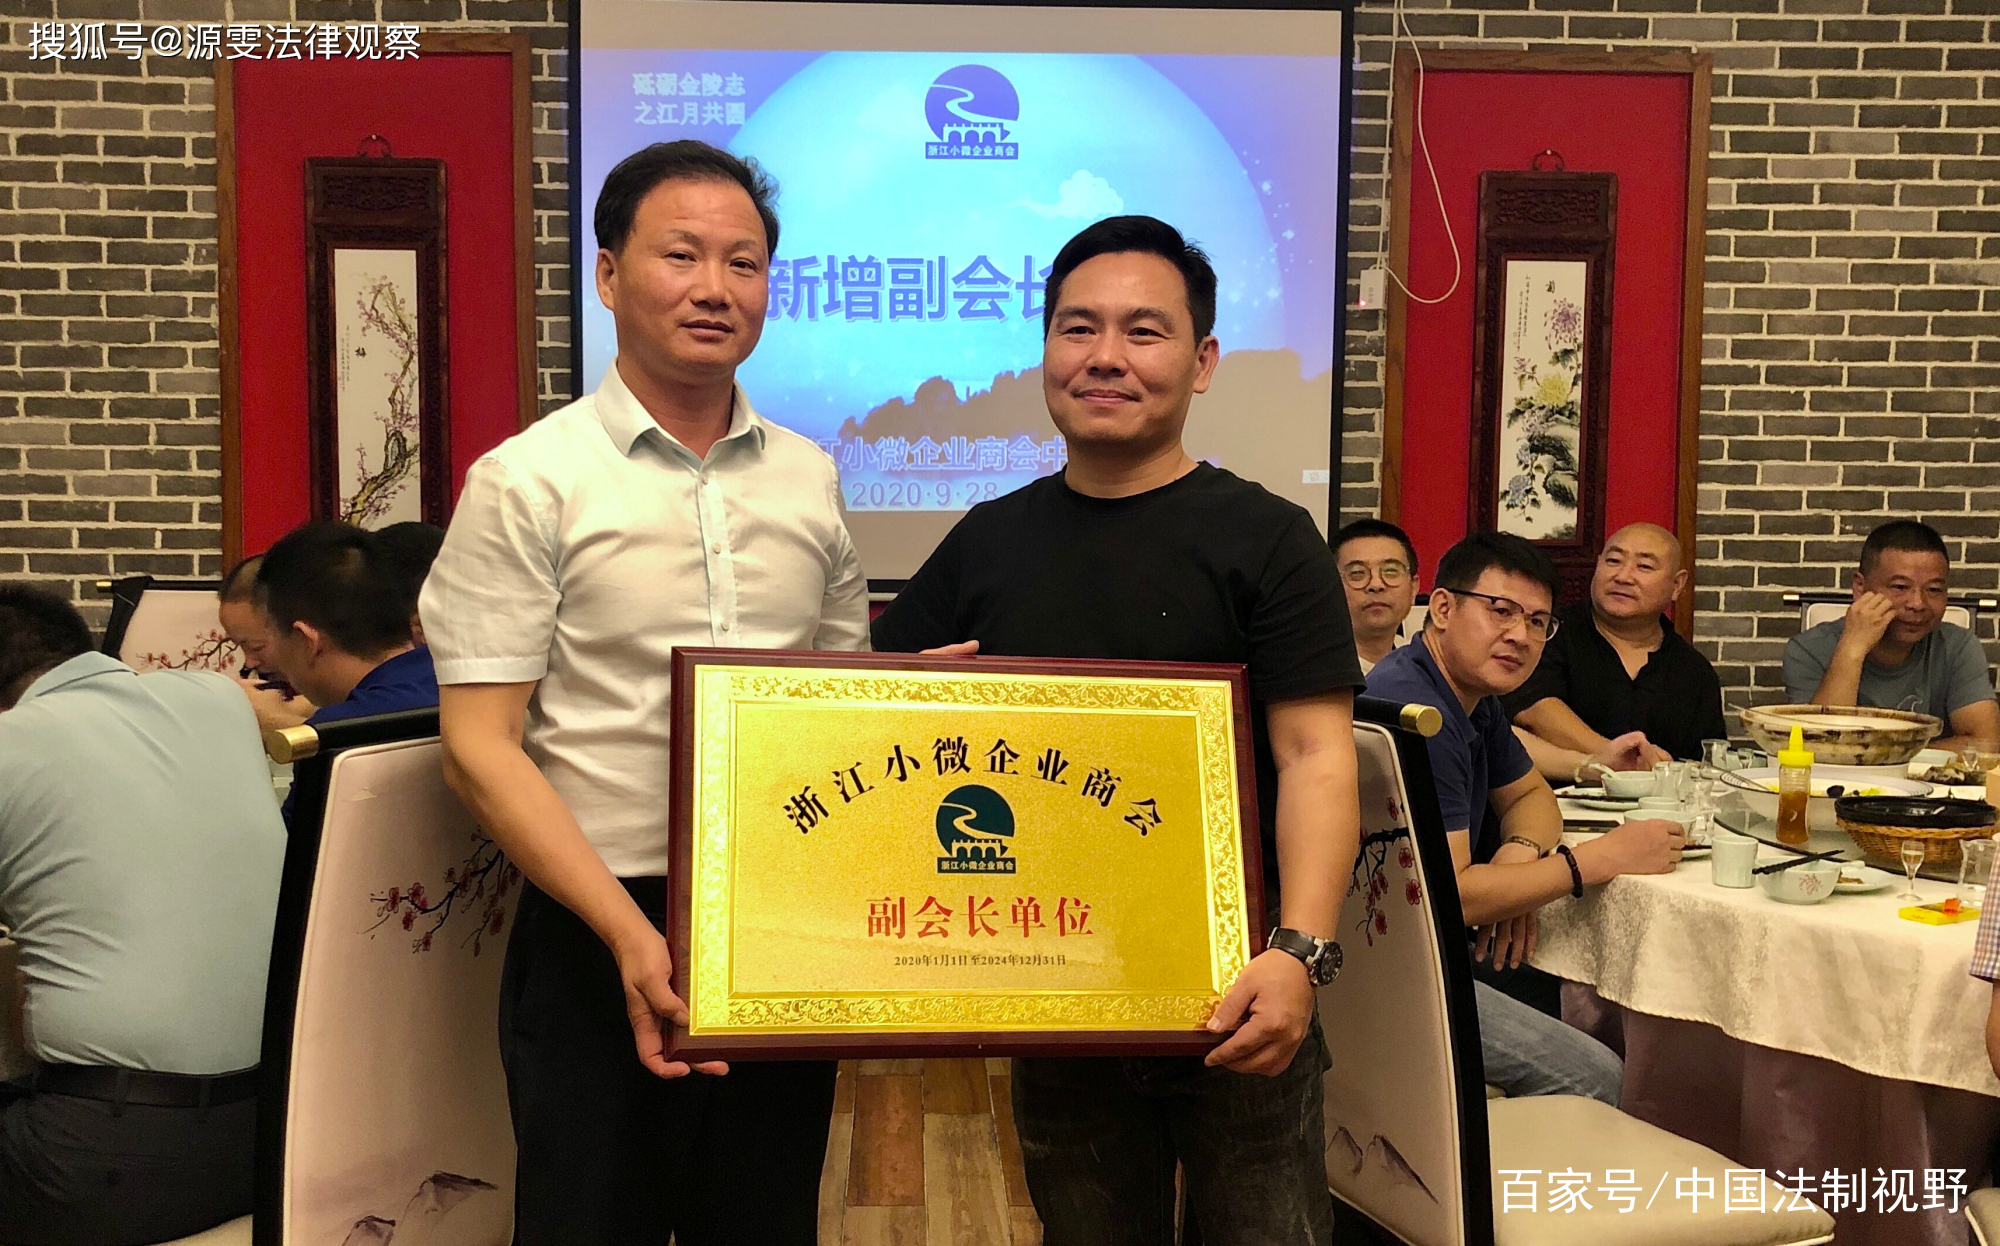 搜狐号@源雯法律观察
砥砺金陵志
之江月共圆
浙江小微企业商会
新增副会长
江小微企业商会中
2020·9·28
梅
菊
浙江小微企业商会
浙江小微企业商会
副会长单位
2020年1月1日至2024年12月31日
百家号/中国法制视野